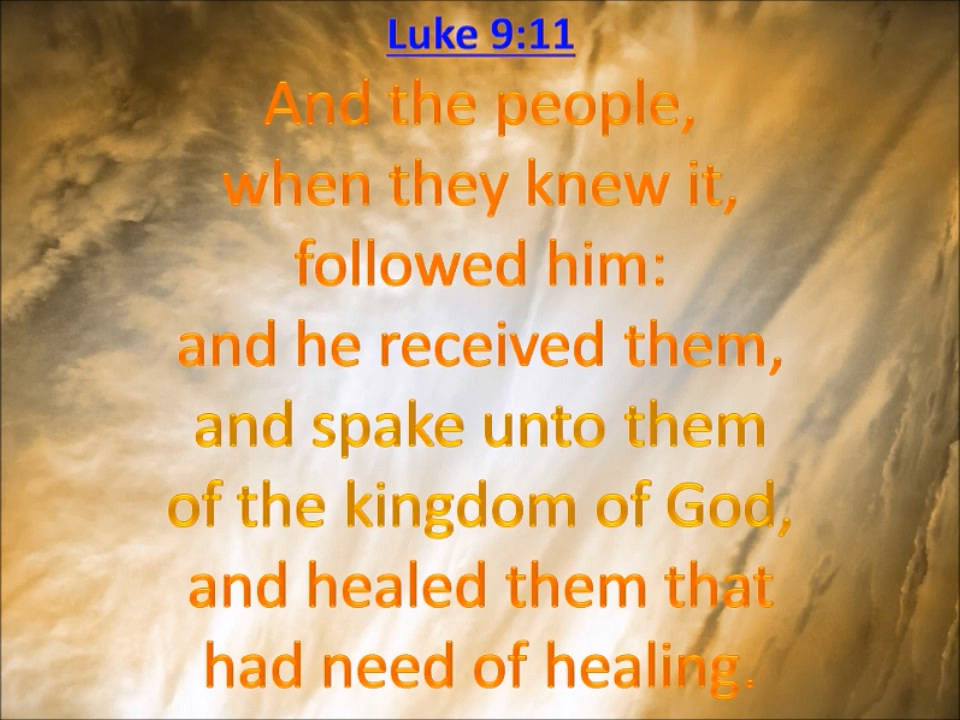 Luke 9:11
And the people,
when they knew it,
followed him:
and he received them,
and spake unto them
of the kingdom of God,
and healed them that
had need of healing.